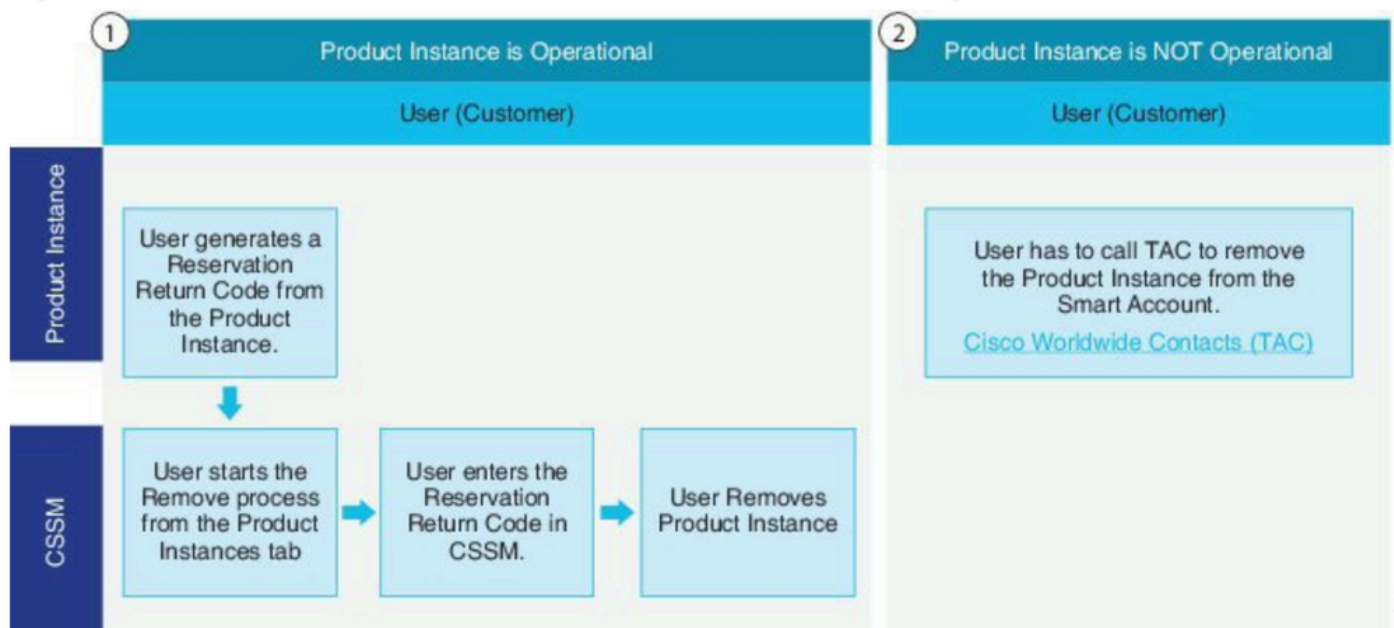 1
Product Instance is Operational
User (Customer)
2
Product Instance is NOT Operational
User (Customer)
Product Instance
User generates a
Reservation
Return Code from
the Product
Instance.
User has to call TAC to remove
the Product Instance from the
Smart Account.
Cisco Worldwide Contacts (TAC)
CSSM
User starts the
Remove process
from the Product
Instances tab
User enters the
Reservation
Return Code in
CSSM.
User Removes
Product Instance